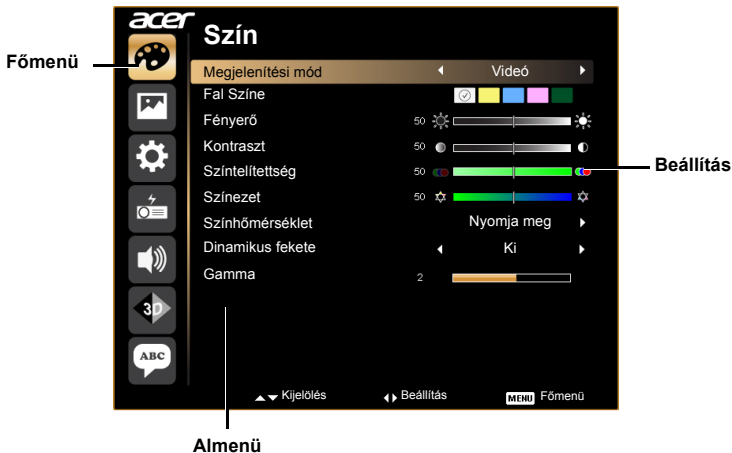 acer
Szín
Főmenü
Megjelenítési mód Videó
Fal Színe
Fényerő 50
Kontraszt 50
Színtelítettség 50
Beállítás
Színezet 50
Színhőmérséklet Nyomja meg
Dinamikus fekete Ki
Gamma 2
3D
ABC
Kijelölés Beállítás MENU Főmenü
Almenü